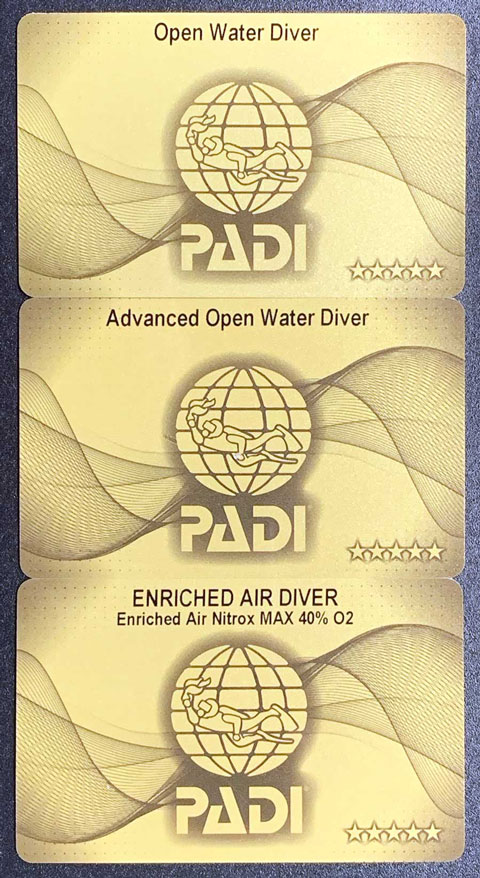 Open Water Diver
PADI
Advanced Open Water Diver
PADI
ENRICHED AIR DIVER
Enriched Air Nitrox MAX 40% O2
PADI